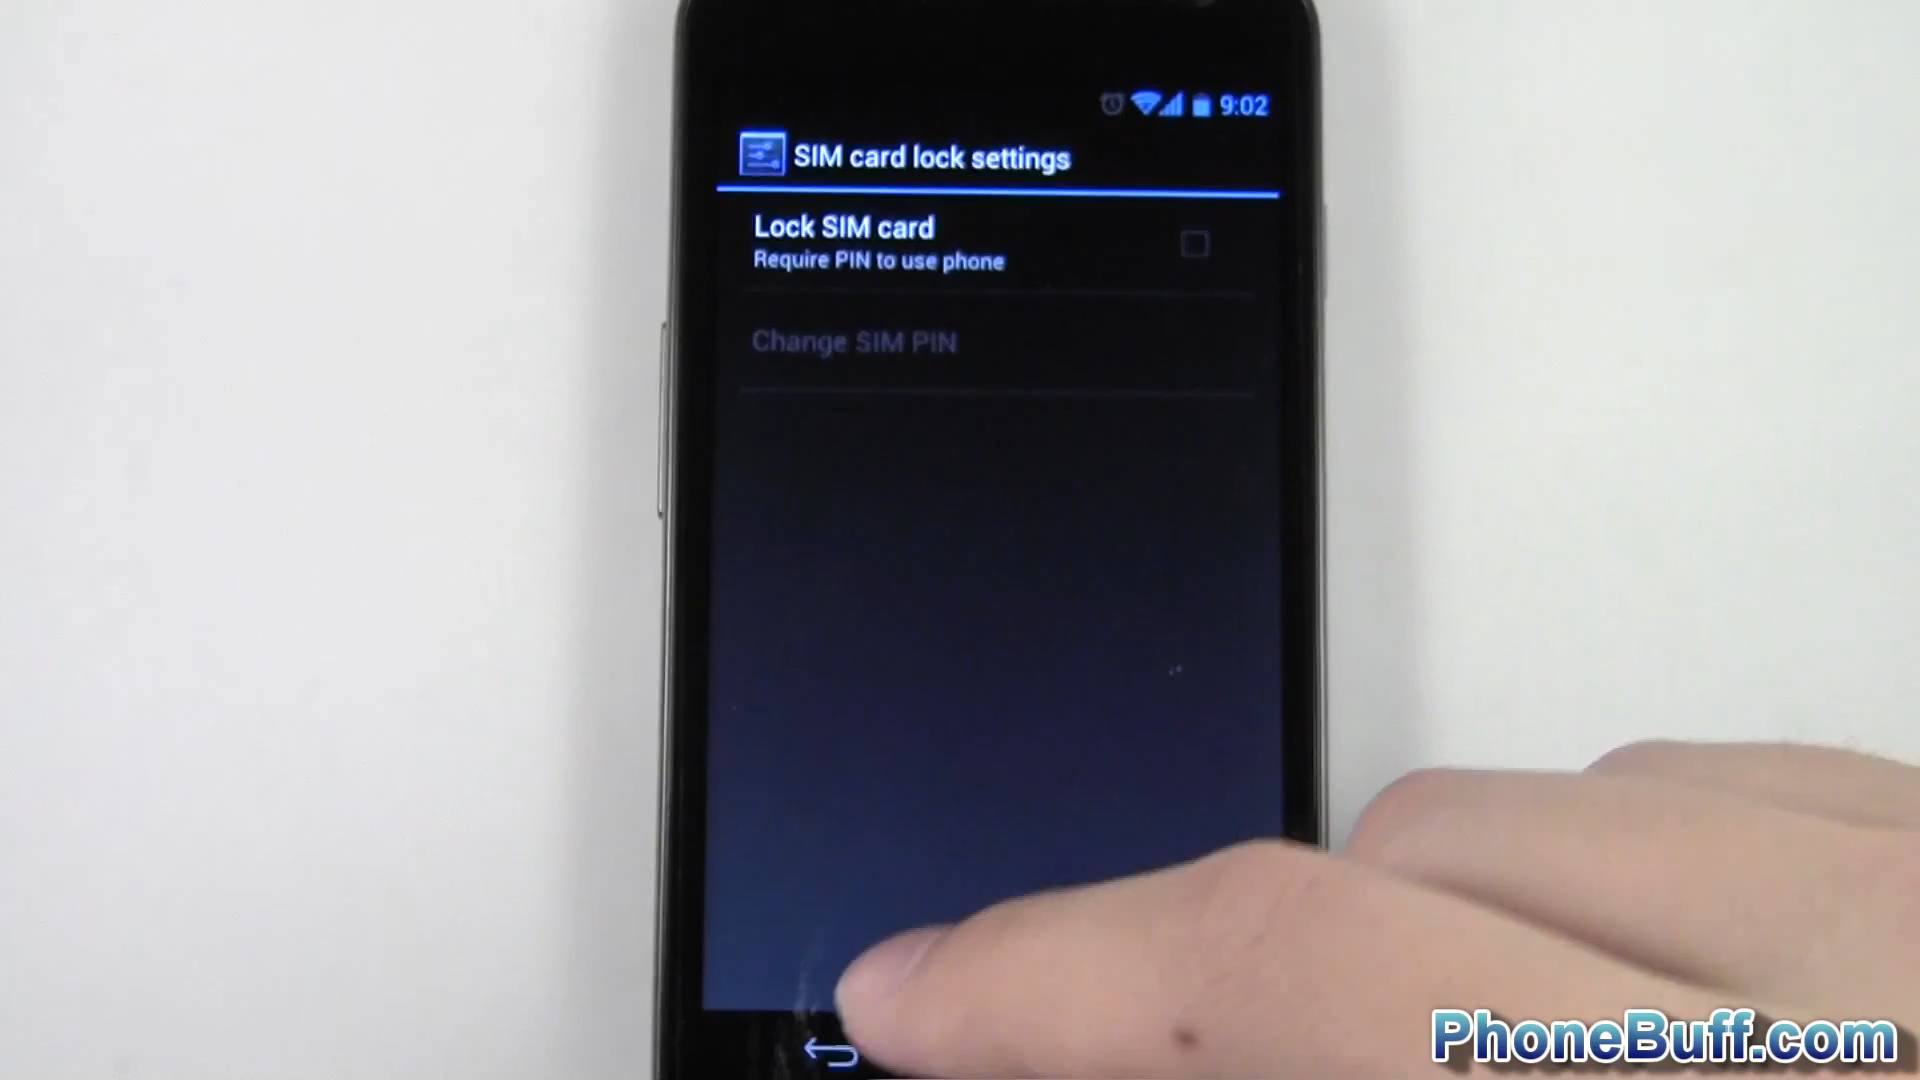 9:02
SIM card lock settings
Lock SIM card
Require PIN to use phone
Change SIM PIN
PhoneBuff.com